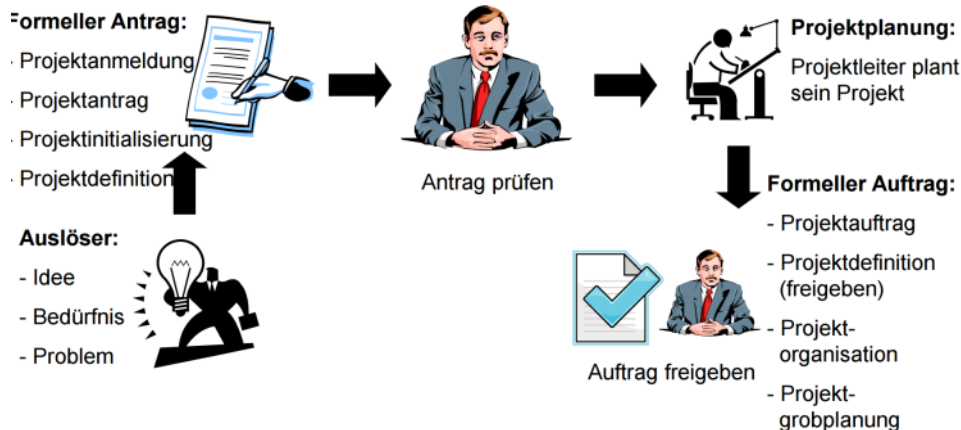 Formeller Antrag:
- Projektanmeldung
- Projektantrag
- Projektinitialisierung
- Projektdefinition
Auslöser:
- Idee
- Bedürfnis
- Problem
Antrag prüfen
Projektplanung:
Projektleiter plant
sein Projekt
Formeller Auftrag:
- Projektauftrag
- Projektdefinition
(freigeben)
- Projekt-
organisation
- Projekt-
grobplanung
Auftrag freigeben